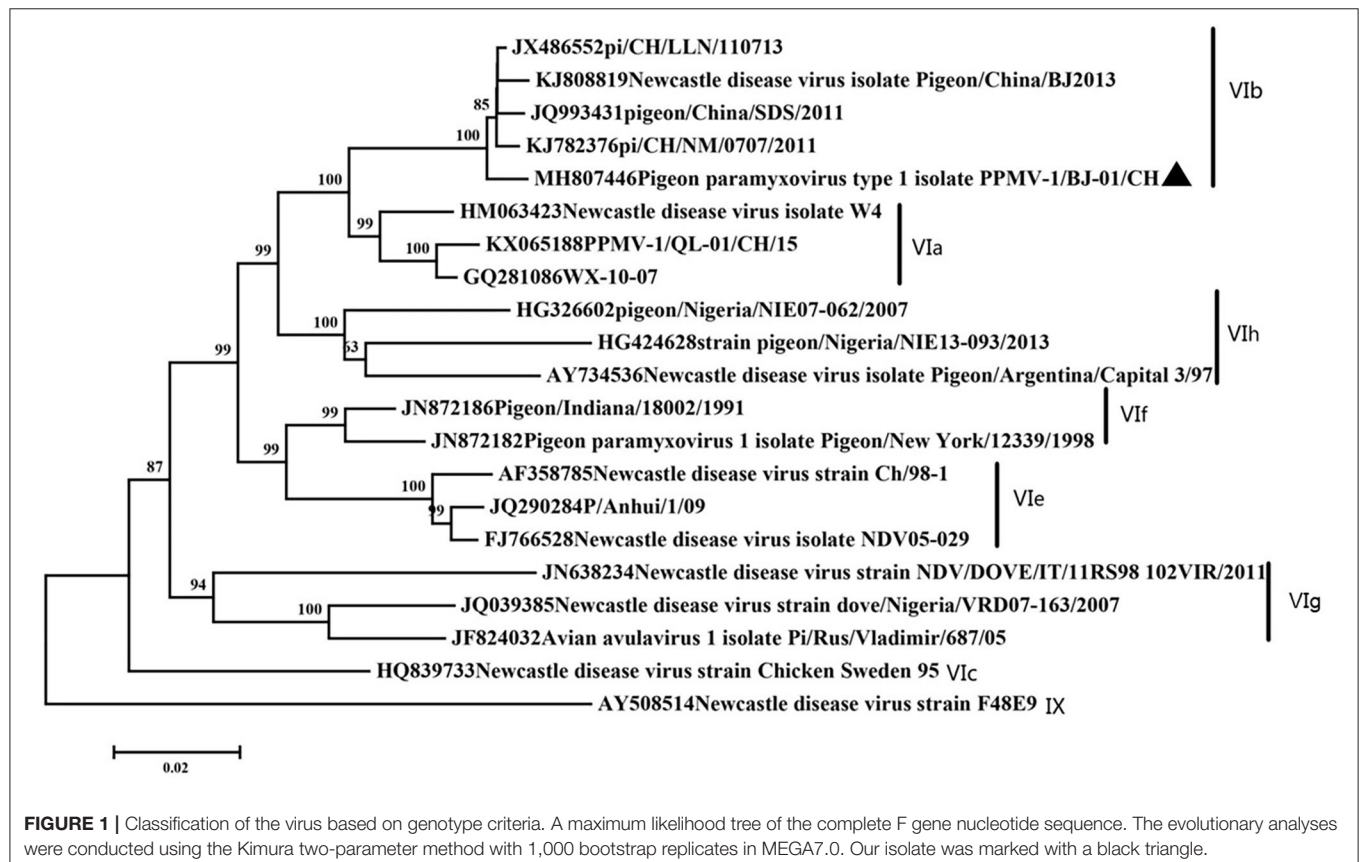 JX486552pi/CH/LLN/110713
KJ808819Newcastle disease virus isolate Pigeon/China/BJ2013
VIb
85
JQ993431pigeon/China/SDS/2011
100
KJ782376pi/CH/NM/0707/2011
100
MH807446Pigeon paramyxovirus type 1 isolate PPMV-1/BJ-01/CH
HM063423Newcastle disease virus isolate W4
99
KX065188PPMV-1/QL-01/CH/15
VIa
100
99
GQ281086WX-10-07
HG326602pigeon/Nigeria/NIE07-062/2007
100
VIh
63
HG424628strain pigeon/Nigeria/NIE13-093/2013
99
AY734536Newcastle disease virus isolate Pigeon/Argentina/Capital 3/97
JN872186Pigeon/Indiana/18002/1991
99
VIf
JN872182Pigeon paramyxovirus 1 isolate Pigeon/New York/12339/1998
99
87
AF358785Newcastle disease virus strain Ch/98-1
100
VIe
99
JQ290284P/Anhui/1/09
FJ766528Newcastle disease virus isolate NDV05-029
JN638234Newcastle disease virus strain NDV/DOVE/IT/11RS98 102VIR/2011
94
VIg
100
JQ039385Newcastle disease virus strain dove/Nigeria/VRD07-163/2007
JF824032Avian avulavirus 1 isolate Pi/Rus/Vladimir/687/05
HQ839733Newcastle disease virus strain Chicken Sweden 95 VIc
AY508514Newcastle disease virus strain F48E9 IX
0.02
FIGURE 1 | Classification of the virus based on genotype criteria. A maximum likelihood tree of the complete F gene nucleotide sequence. The evolutionary analyses
were conducted using the Kimura two-parameter method with 1,000 bootstrap replicates in MEGA7.0. Our isolate was marked with a black triangle.